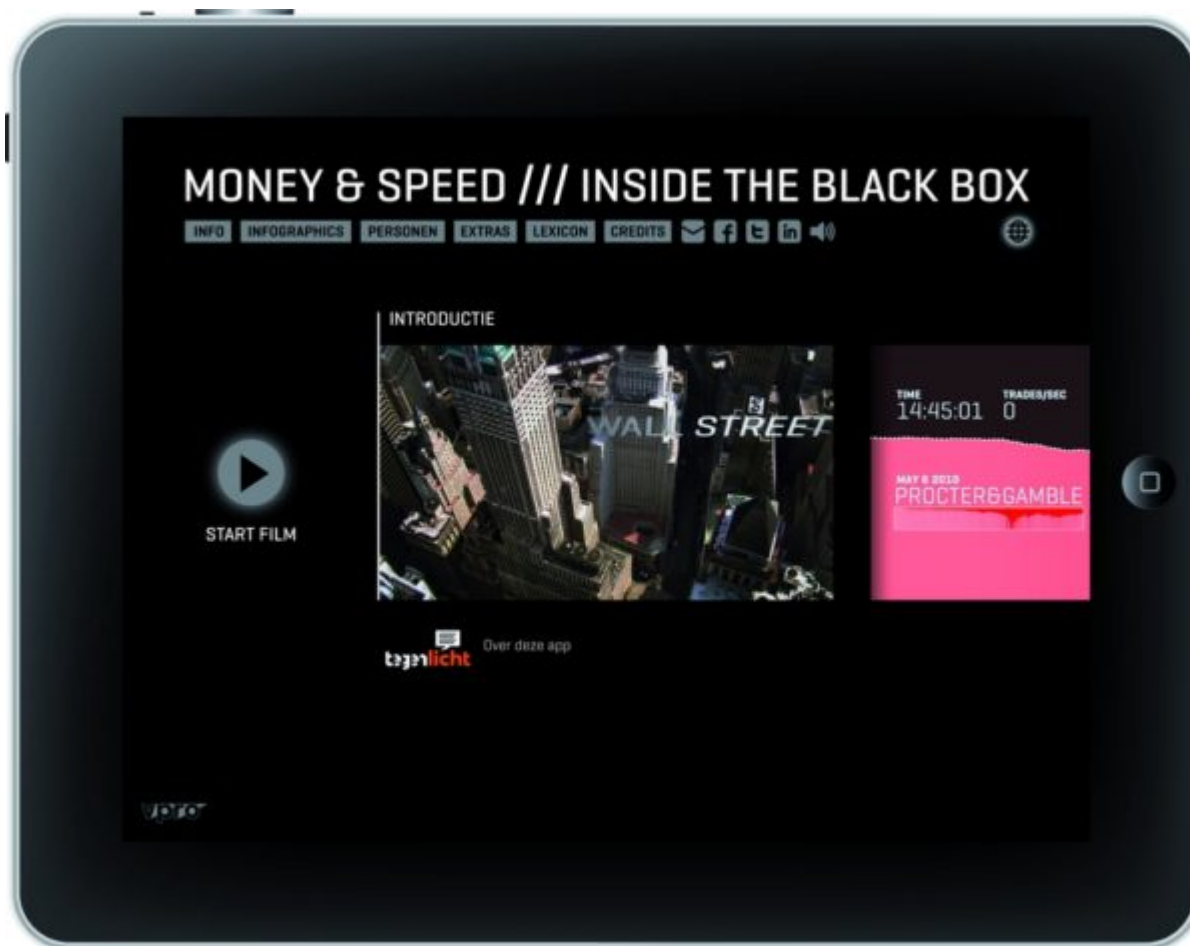 MONEY & SPEED /// INSIDE THE BLACK BOX
INFO INFOGRAPHICS PERSONEN EXTRAS LEXICON CREDITS
INTRODUCTIE
WALL STREET
TIME TRADES/SEC
14:45:01 0
MAY 6 2010
PROCTER&GAMBLE
START FILM
tegenlicht Over deze app
vpro